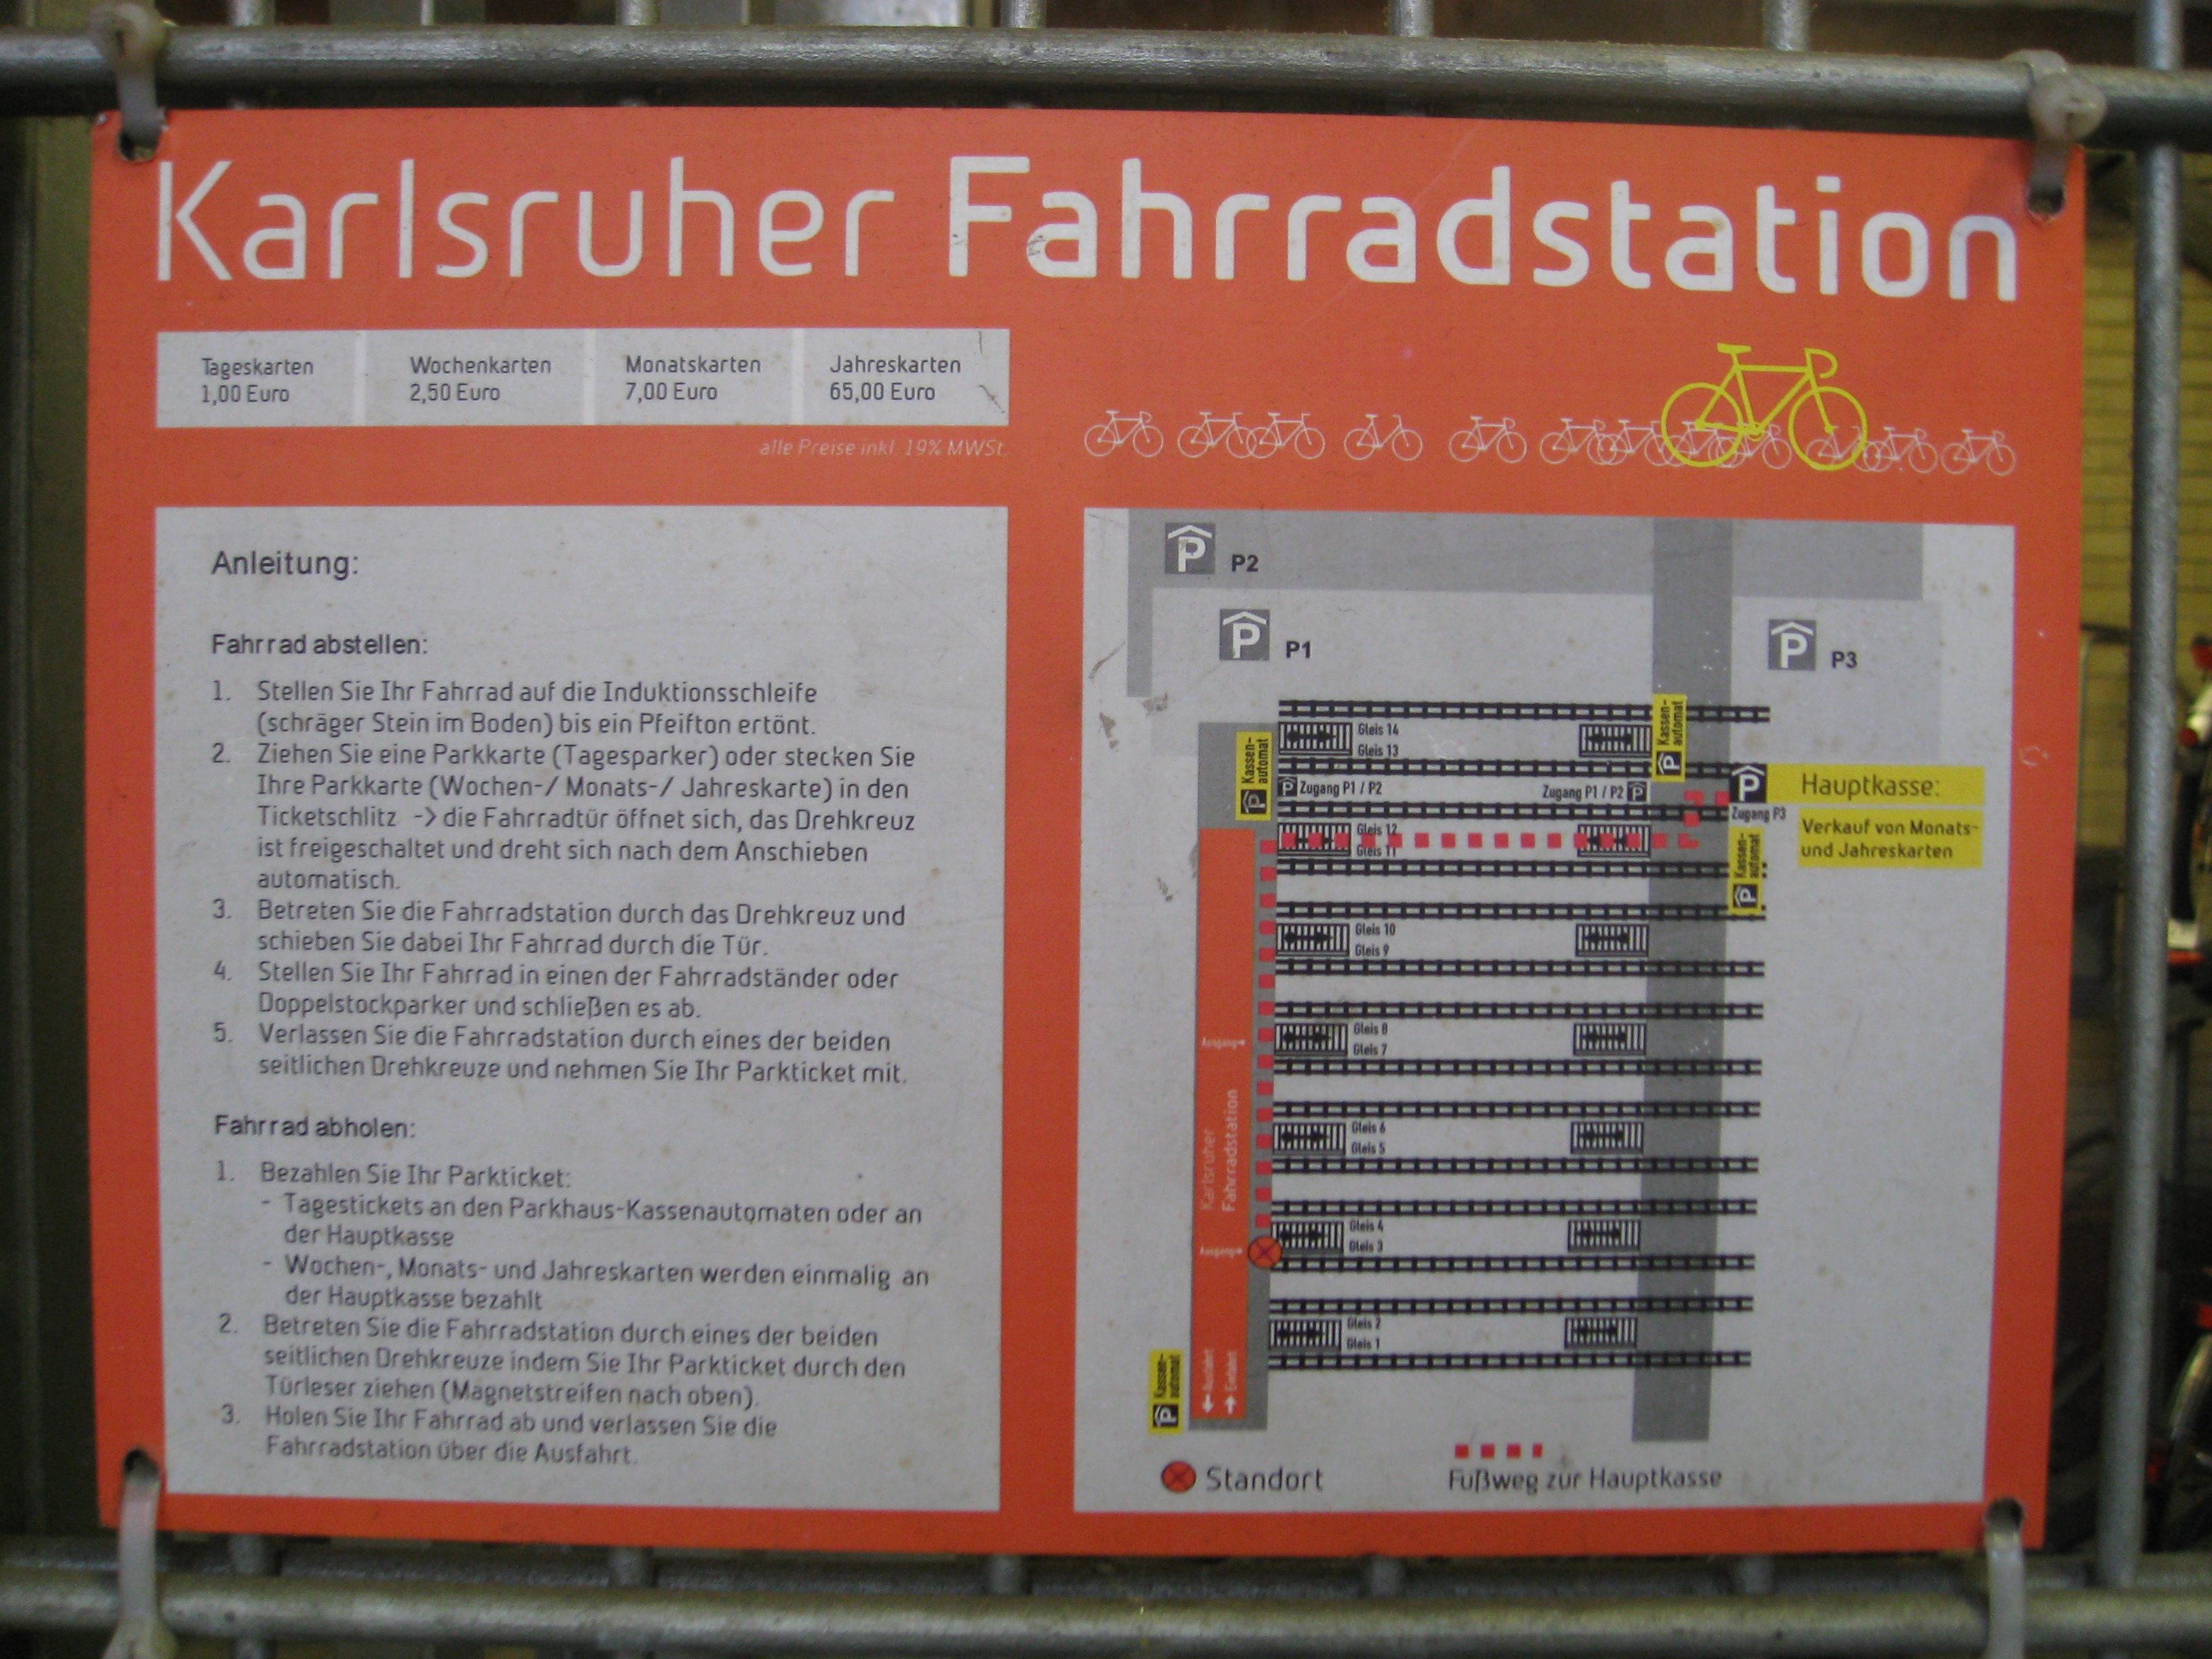 Karlsruher Fahrradstation
Tageskarten
1,00 Euro
Wochenkarten
2,50 Euro
Monatskarten
7,00 Euro
Jahreskarten
65,00 Euro
alle Preise inkl. 19% MWSt.
Anleitung:
Fahrrad abstellen:
1. Stellen Sie Ihr Fahrrad auf die Induktionsschleife
(schräger Stein im Boden) bis ein Pfeifton ertönt.
2. Ziehen Sie eine Parkkarte (Tagesparker) oder stecken Sie
Ihre Parkkarte (Wochen-/ Monats-/ Jahreskarte) in den
Ticketschlitz -> die Fahrradtür öffnet sich, das Drehkreuz
ist freigeschaltet und dreht sich nach dem Anschieben
automatisch.
3. Betreten Sie die Fahrradstation durch das Drehkreuz und
schieben Sie dabei Ihr Fahrrad durch die Tür.
4. Stellen Sie Ihr Fahrrad in einen der Fahrradständer oder
Doppelstockparker und schließen es ab.
5. Verlassen Sie die Fahrradstation durch eines der beiden
seitlichen Drehkreuze und nehmen Sie Ihr Parkticket mit.
Fahrrad abholen:
1. Bezahlen Sie Ihr Parkticket:
- Tagestickets an den Parkhaus-Kassenautomaten oder an
der Hauptkasse
- Wochen-, Monats- und Jahreskarten werden einmalig an
der Hauptkasse bezahlt
2. Betreten Sie die Fahrradstation durch eines der beiden
seitlichen Drehkreuze indem Sie Ihr Parkticket durch den
Türleser ziehen (Magnetstreifen nach oben).
3. Holen Sie Ihr Fahrrad ab und verlassen Sie die
Fahrradstation über die Ausfahrt.
P P2
P P1
P P3
Gleis 14
Gleis 13
P Kassen-
automat
P Kassen-
automat
P Zugang P1 / P2
Zugang P1 / P2 P
P
Zugang P3
Hauptkasse:
Verkauf von Monats-
und Jahreskarten
P Kassen-
automat
Gleis 12
Gleis 11
Gleis 10
Gleis 9
Gleis 8
Gleis 7
Gleis 6
Gleis 5
Gleis 4
Gleis 3
Gleis 2
Gleis 1
Ausgang
Karlsruher
Fahrradstation
Ausgang
Ausfahrt
Einfahrt
P Kassen-
automat
Standort
Fußweg zur Hauptkasse